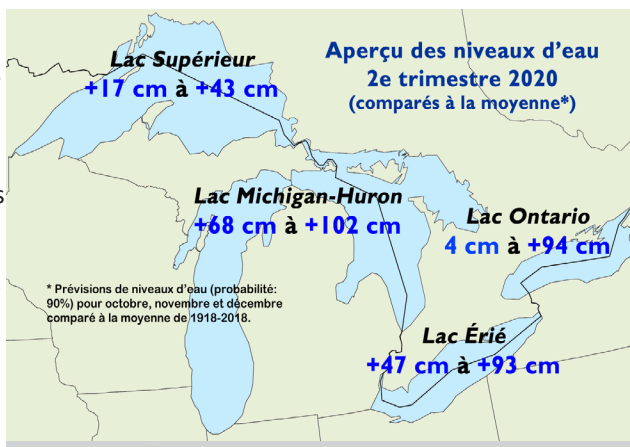 Aperçu des niveaux d'eau
2e trimestre 2020
(comparés à la moyenne*)
Lac Supérieur
+17 cm à +43 cm
Lac Michigan-Huron
+68 cm à +102 cm
Lac Ontario
4 cm à +94 cm
Lac Érié
+47 cm à +93 cm
* Prévisions de niveaux d'eau (probabilité:
90%) pour octobre, novembre et décembre
comparé à la moyenne de 1918-2018.